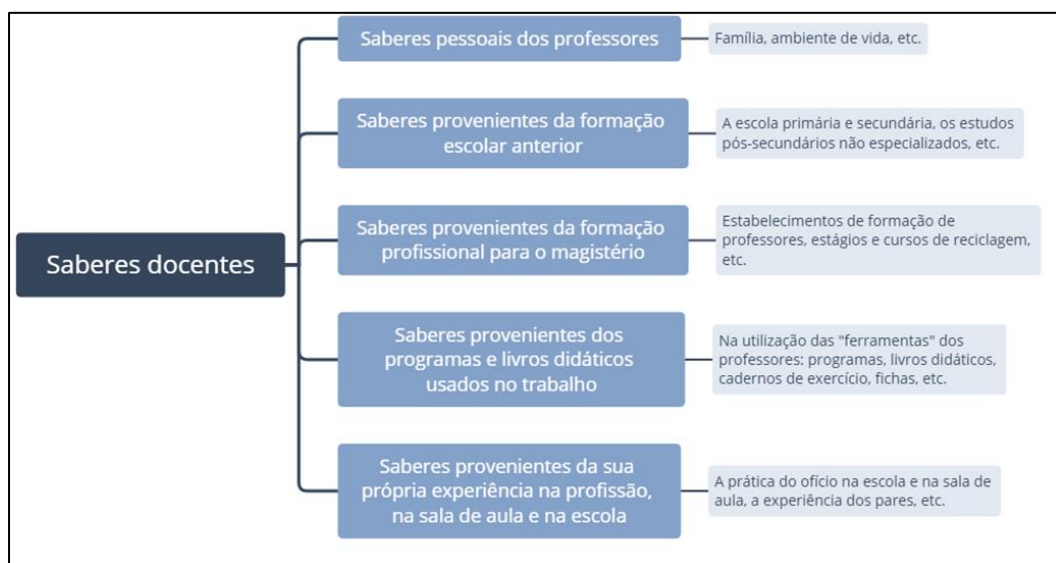 Saberes docentes
Saberes pessoais dos professores
Família, ambiente de vida, etc.
Saberes provenientes da formação
escolar anterior
A escola primária e secundária, os estudos
pós-secundários não especializados, etc.
Saberes provenientes da formação
profissional para o magistério
Estabelecimentos de formação de
professores, estágios e cursos de reciclagem,
etc.
Saberes provenientes dos
programas e livros didáticos
usados no trabalho
Na utilização das "ferramentas" dos
professores: programas, livros didáticos,
cadernos de exercício, fichas, etc.
Saberes provenientes da sua
própria experiência na profissão,
na sala de aula e na escola
A prática do ofício na escola e na sala de
aula, a experiência dos pares, etc.